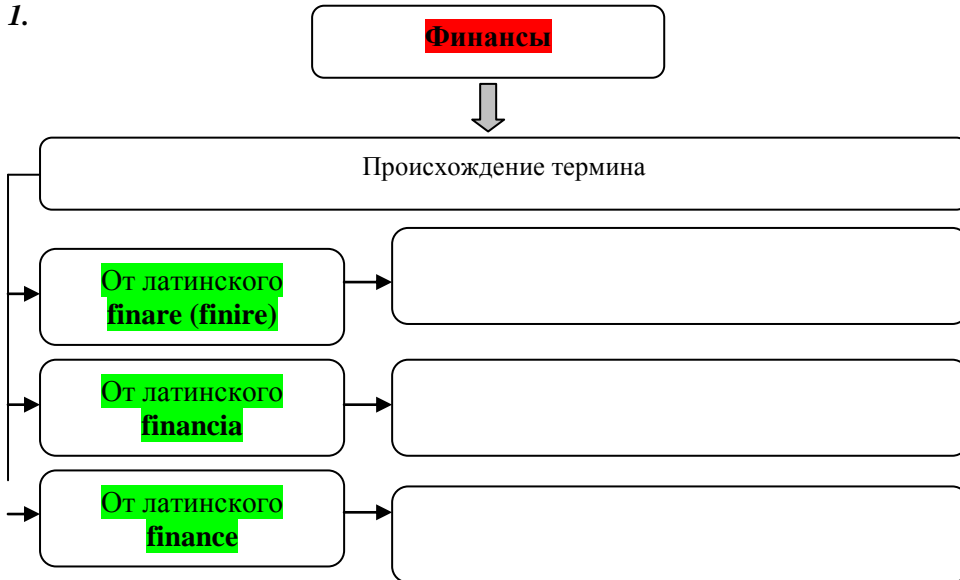 1.
Финансы
Происхождение термина
От латинского
finare (finire)
От латинского
financia
От латинского
finance